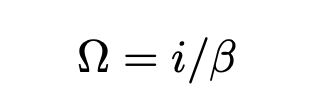 Ω = i/β